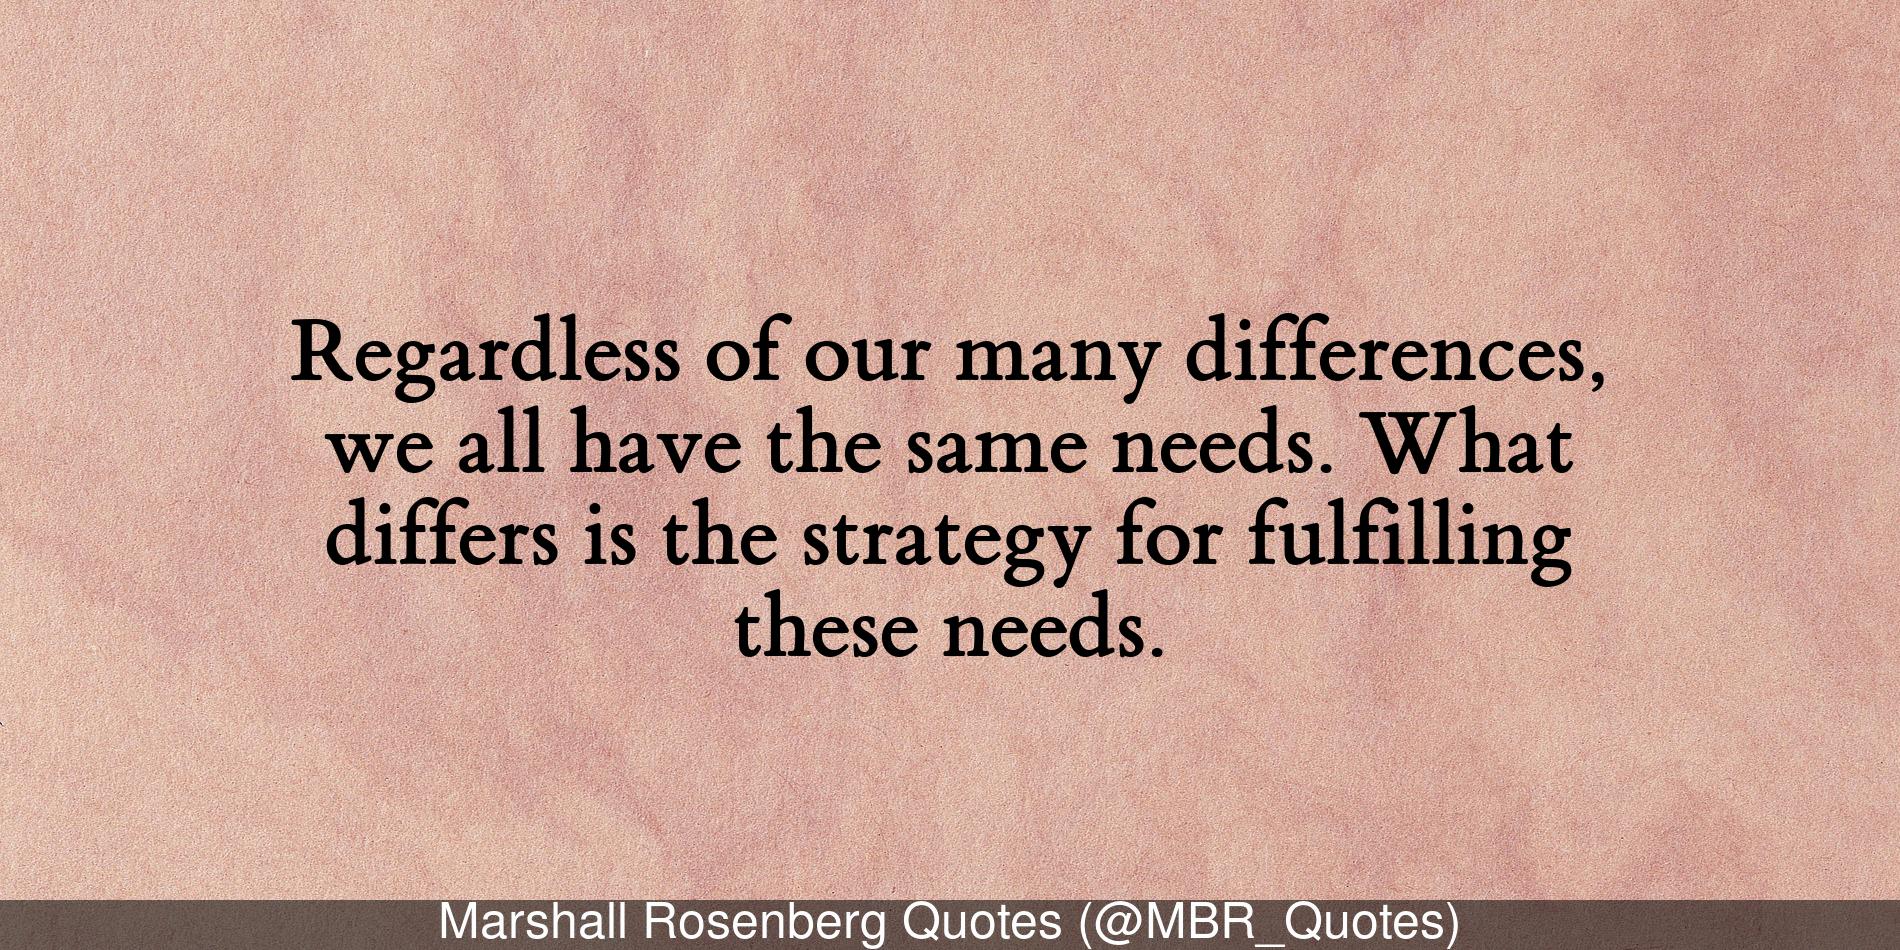 Regardless of our many differences,
we all have the same needs. What
differs is the strategy for fulfilling
these needs.
Marshall Rosenberg Quotes (@MBR_Quotes)